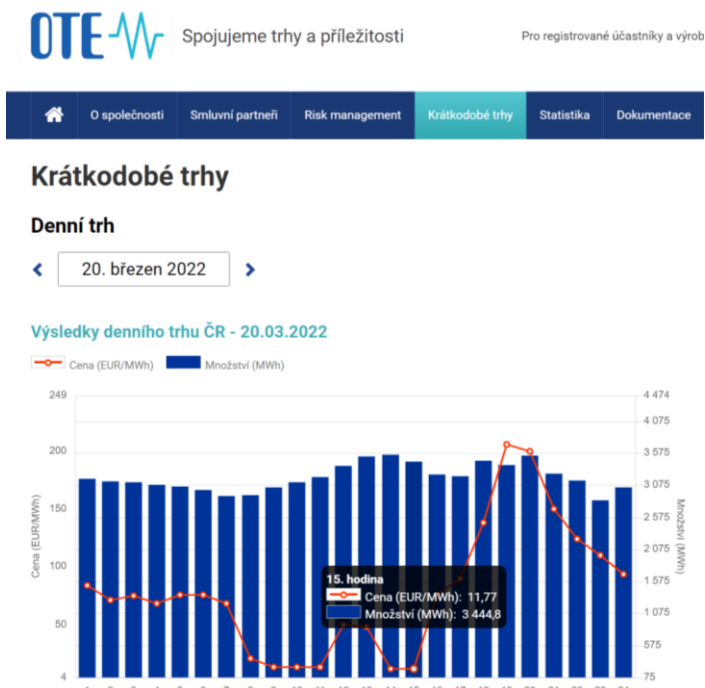 OTE
Spojujeme trhy a příležitosti
Pro registrované účastníky a výrob
O společnosti Smluvní partneři Risk management Krátkodobé trhy Statistika Dokumentace
Krátkodobé trhy
Denní trh
20. březen 2022
Výsledky denního trhu ČR - 20.03.2022
Cena (EUR/MWh) Množství (MWh)
249 4 474
4 075
200 3 575
3 075
150 2 575
100 2 075
1 575
50 1 075
575
4 75
Cena (EUR/MWh)
Množství (MWh)
15. hodina
Cena (EUR/MWh): 11,77
Množství (MWh): 3 444,8